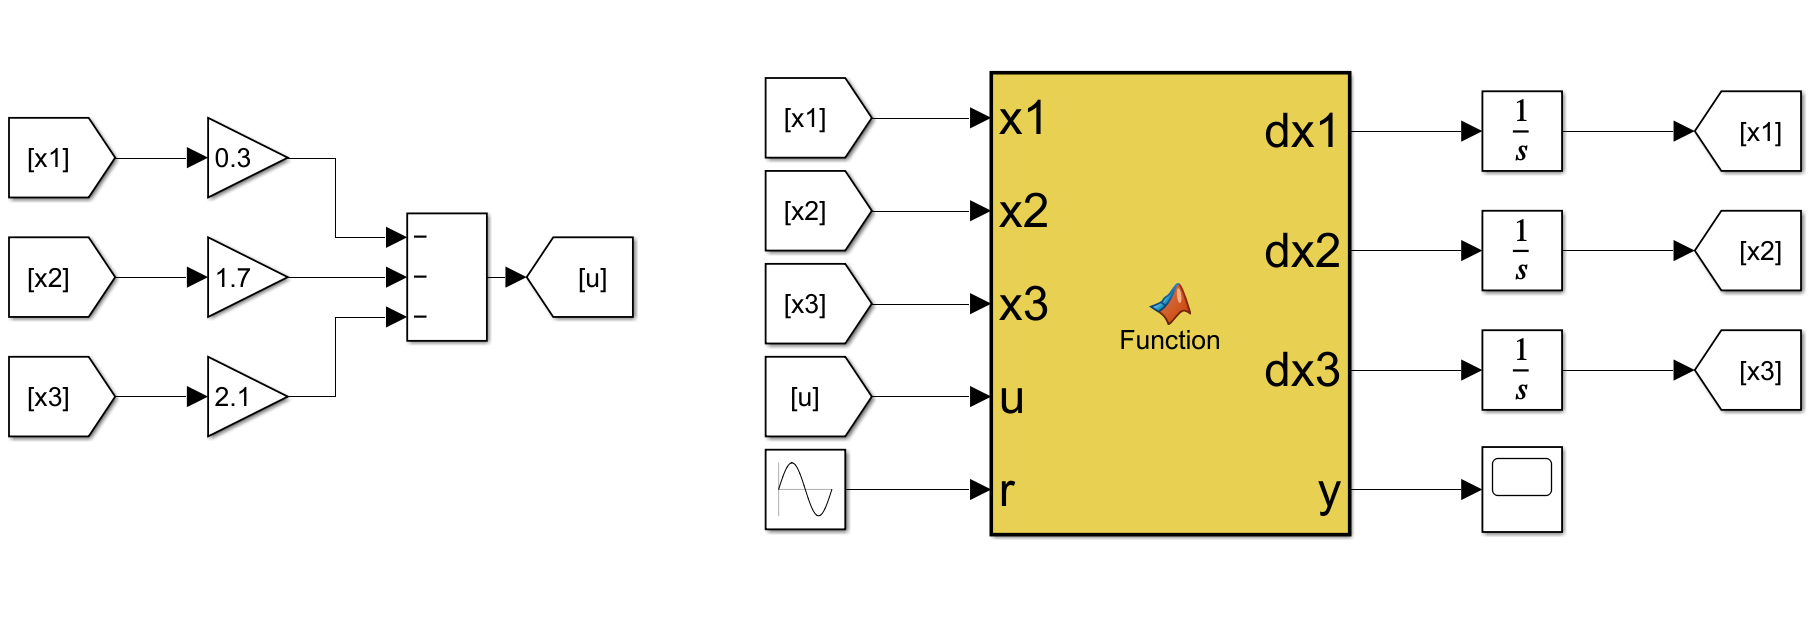 [x1]
0.3
[x2]
1.7
[x3]
2.1
−
−
−
[u]
[x1]
[x2]
[x3]
[u]
x1
x2
x3
u
r
Function
dx1
dx2
dx3
y
1
s
1
s
1
s
[x1]
[x2]
[x3]